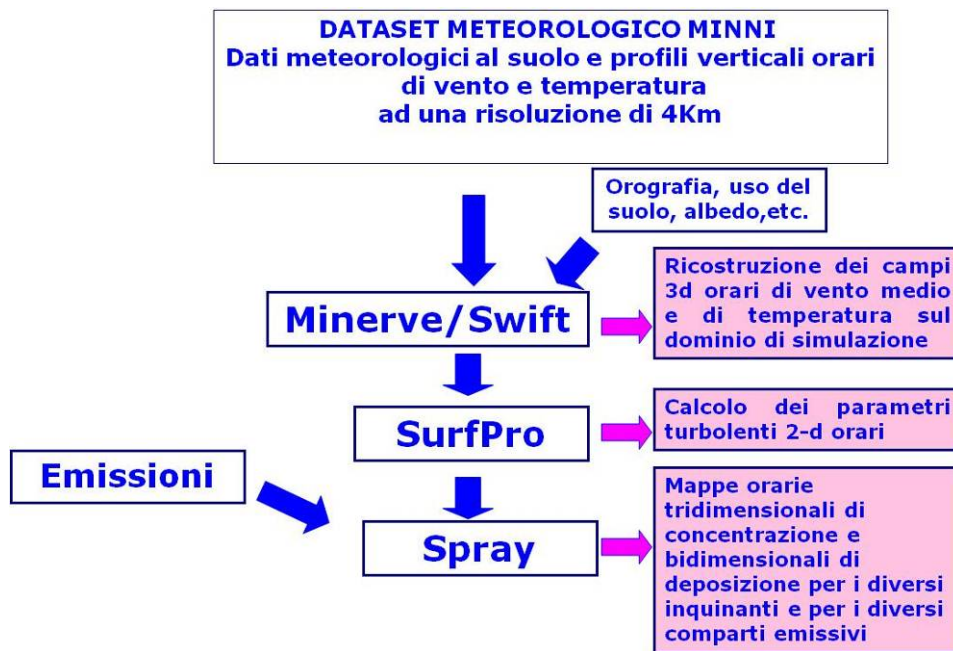 DATASET METEOROLOGICO MINNI
Dati meteorologici al suolo e profili verticali orari
di vento e temperatura
ad una risoluzione di 4Km
Orografia, uso del
suolo, albedo,etc.
Minerve/Swift
Ricostruzione dei campi
3d orari di vento medio
e di temperatura sul
dominio di simulazione
SurfPro
Calcolo dei parametri
turbolenti 2-d orari
Emissioni
Spray
Mappe orarie
tridimensionali di
concentrazione e
bidimensionali di
deposizione per i diversi
inquinanti e per i diversi
comparti emissivi